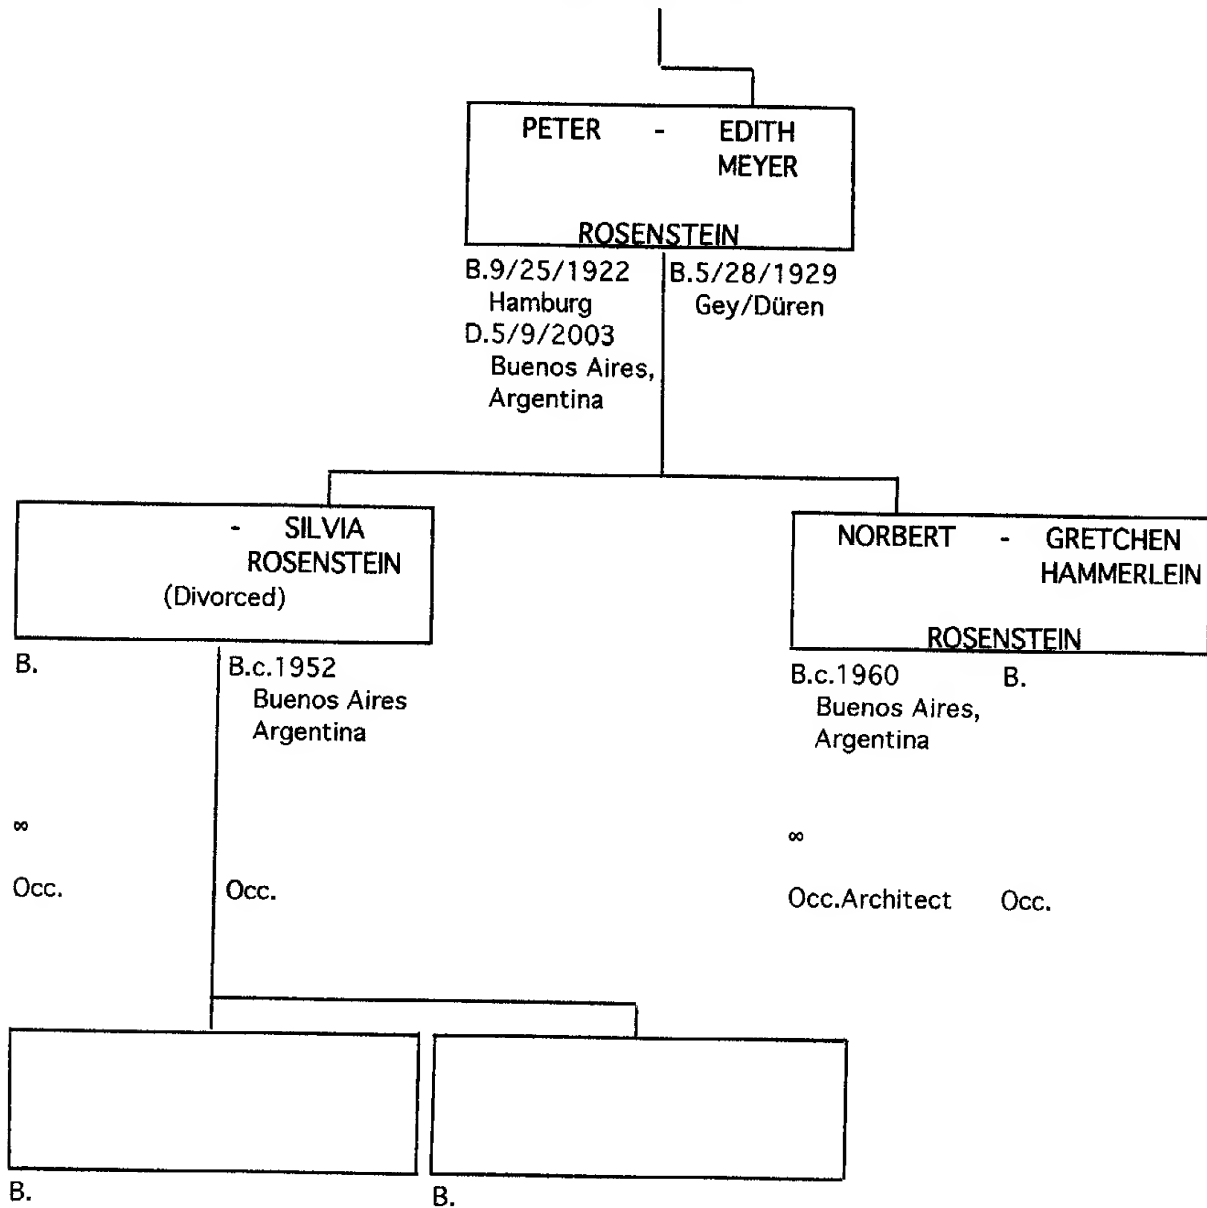 PETER - EDITH
MEYER
ROSENSTEIN
B.9/25/1922 B.5/28/1929
Hamburg Gey/Düren
D.5/9/2003
Buenos Aires,
Argentina
- SILVIA
ROSENSTEIN
(Divorced)
B. B.c.1952
Buenos Aires
Argentina
∞
Occ. Occ.
NORBERT - GRETCHEN
HAMMERLEIN
ROSENSTEIN
B.c.1960 B.
Buenos Aires,
Argentina
∞
Occ.Architect Occ.
B. B.